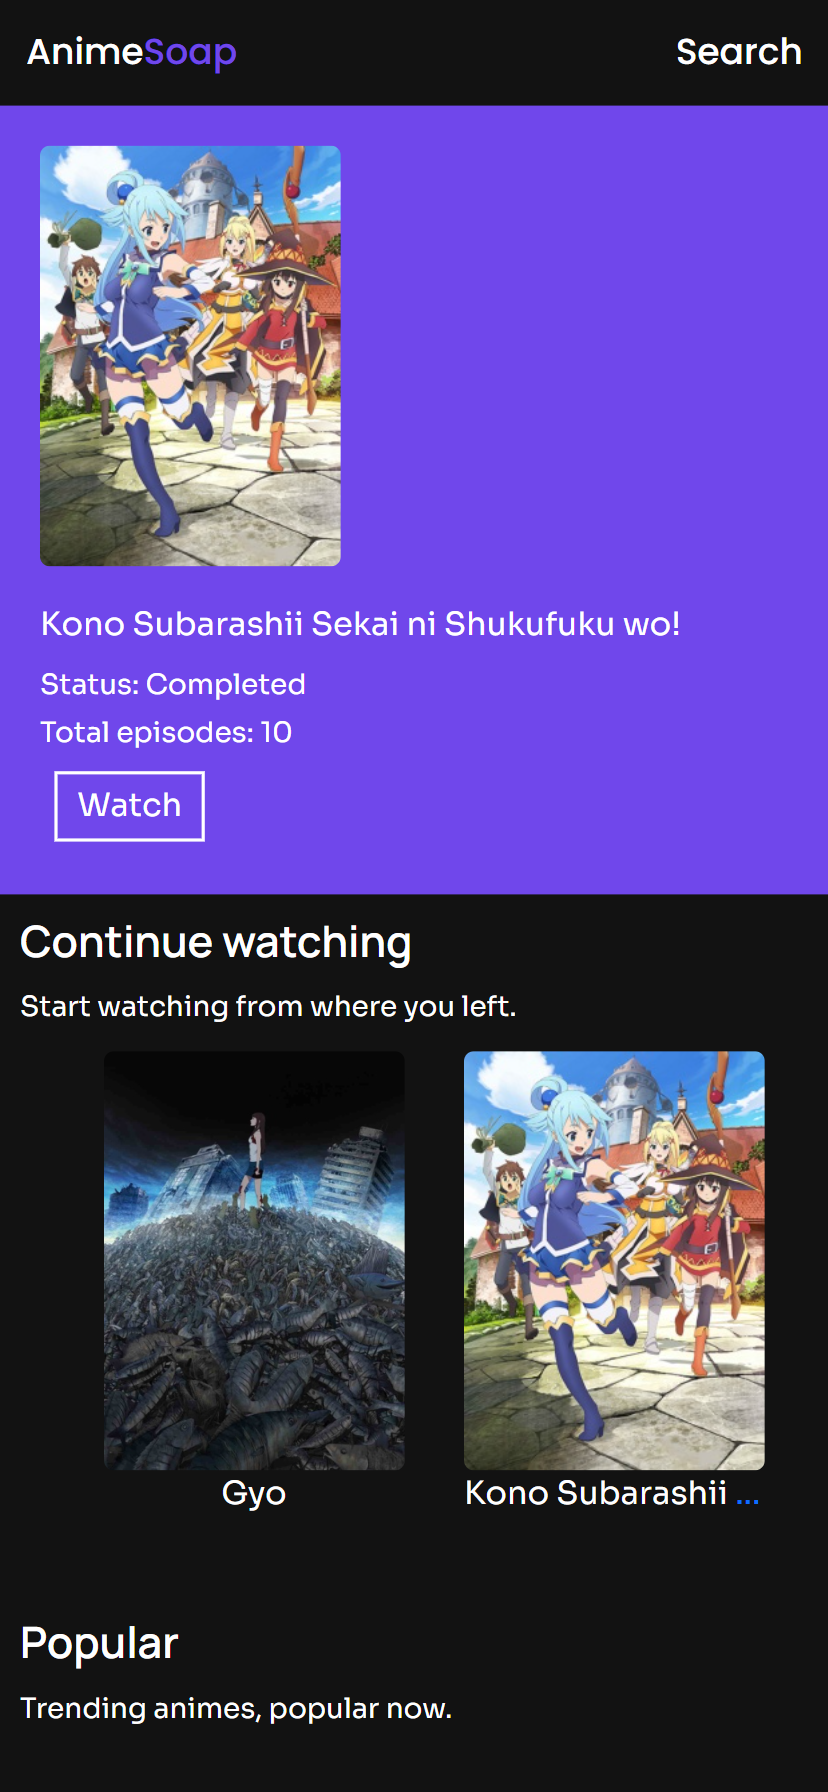 AnimeSoap
Search
Kono Subarashii Sekai ni Shukufuku wo!
Status: Completed
Total episodes: 10
Watch
Continue watching
Start watching from where you left.
Gyo
Kono Subarashii ...
Popular
Trending animes, popular now.